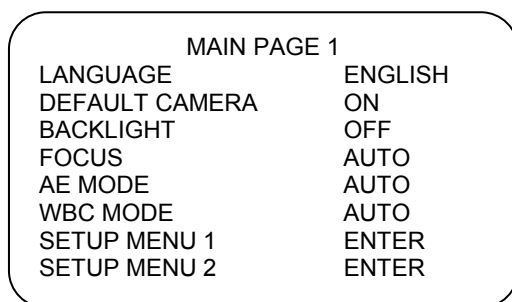 MAIN PAGE 1
LANGUAGE ENGLISH
DEFAULT CAMERA ON
BACKLIGHT OFF
FOCUS AUTO
AE MODE AUTO
WBC MODE AUTO
SETUP MENU 1 ENTER
SETUP MENU 2 ENTER